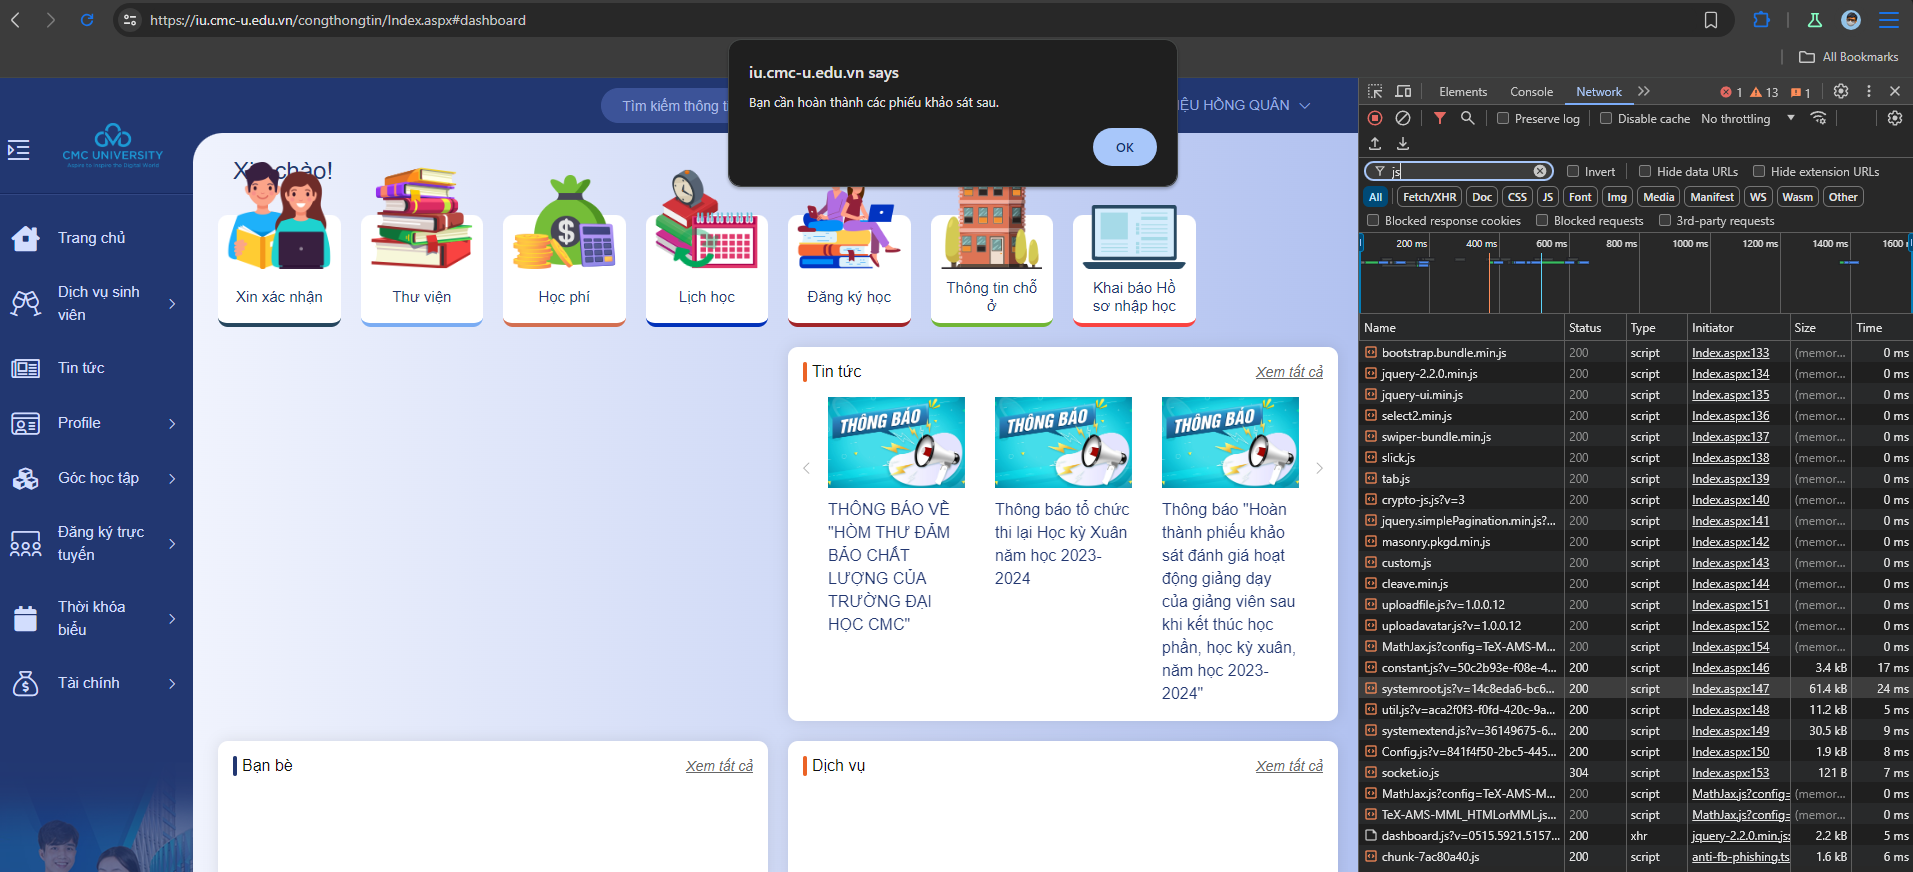 https://iu.cmc-u.edu.vn/congthongtin/Index.aspx#dashboard
All Bookmarks
iu.cmc-u.edu.vn says
Bạn cần hoàn thành các phiếu khảo sát sau.
OK
Tìm kiếm thông
IỆU HỒNG QUÂN
CMC UNIVERSITY
Aspire to Inspire the Digital World
Trang chủ
Dịch vụ sinh
viên
Tin tức
Profile
Góc học tập
Đăng ký trực
tuyến
Thời khóa
biểu
Tài chính
Xin chào!
Xin xác nhận
Thư viện
Học phí
Lịch học
Đăng ký học
Thông tin chỗ
ở
Khai báo Hồ
sơ nhập học
Tin tức
Xem tất cả
THÔNG BÁO
THÔNG BÁO
THÔNG BÁO
THÔNG BÁO VỀ
"HÒM THƯ ĐẢM
BẢO CHẤT
LƯỢNG CỦA
TRƯỜNG ĐẠI
HỌC CMC"
Thông báo tổ chức
thi lại Học kỳ Xuân
năm học 2023-
2024
Thông báo "Hoàn
thành phiếu khảo
sát đánh giá hoạt
động giảng dạy
của giảng viên sau
khi kết thúc học
phần, học kỳ xuân,
năm học 2023-
2024"
Bạn bè
Xem tất cả
Dịch vụ
Xem tất cả
Elements Console Network 1 13 1
Preserve log Disable cache No throttling
js Invert Hide data URLs Hide extension URLs
All Fetch/XHR Doc CSS JS Font Img Media Manifest WS Wasm Other
Blocked response cookies Blocked requests 3rd-party requests
200 ms 400 ms 600 ms 800 ms 1000 ms 1200 ms 1400 ms 1600
Name Status Type Initiator Size Time
bootstrap.bundle.min.js 200 script Index.aspx:133 (memor... 0 ms
jquery-2.2.0.min.js 200 script Index.aspx:134 (memor... 0 ms
jquery-ui.min.js 200 script Index.aspx:135 (memor... 0 ms
select2.min.js 200 script Index.aspx:136 (memor... 0 ms
swiper-bundle.min.js 200 script Index.aspx:137 (memor... 0 ms
slick.js 200 script Index.aspx:138 (memor... 0 ms
tab.js 200 script Index.aspx:139 (memor... 0 ms
crypto-js.js?v=3 200 script Index.aspx:140 (memor... 0 ms
jquery.simplePagination.min.js?... 200 script Index.aspx:141 (memor... 0 ms
masonry.pkgd.min.js 200 script Index.aspx:142 (memor... 0 ms
custom.js 200 script Index.aspx:143 (memor... 0 ms
cleave.min.js 200 script Index.aspx:144 (memor... 0 ms
uploadfile.js?v=1.0.0.12 200 script Index.aspx:151 (memor... 0 ms
uploadavatar.js?v=1.0.0.12 200 script Index.aspx:152 (memor... 0 ms
MathJax.js?config=TeX-AMS-M... 200 script Index.aspx:154 (memor... 0 ms
constant.js?v=50c2b93e-f08e-4... 200 script Index.aspx:146 3.4 kB 17 ms
systemroot.js?v=14c8eda6-bc6... 200 script Index.aspx:147 61.4 kB 24 ms
util.js?v=aca2f0f3-f0fd-420c-9a... 200 script Index.aspx:148 11.2 kB 5 ms
systemextend.js?v=36149675-6... 200 script Index.aspx:149 30.5 kB 9 ms
Config.js?v=841f4f50-2bc5-445... 200 script Index.aspx:150 1.9 kB 8 ms
socket.io.js 304 script Index.aspx:153 121 B 7 ms
MathJax.js?config=TeX-AMS-M... 200 script MathJax.js?config= (memor... 0 ms
TeX-AMS-MML_HTMLorMML.js... 200 script MathJax.js?config= (memor... 0 ms
dashboard.js?v=0515.5921.5157... 200 xhr jquery-2.2.0.min.js: 2.2 kB 5 ms
chunk-7ac80a40.js 200 script anti-fb-phishing.ts 1.6 kB 6 ms